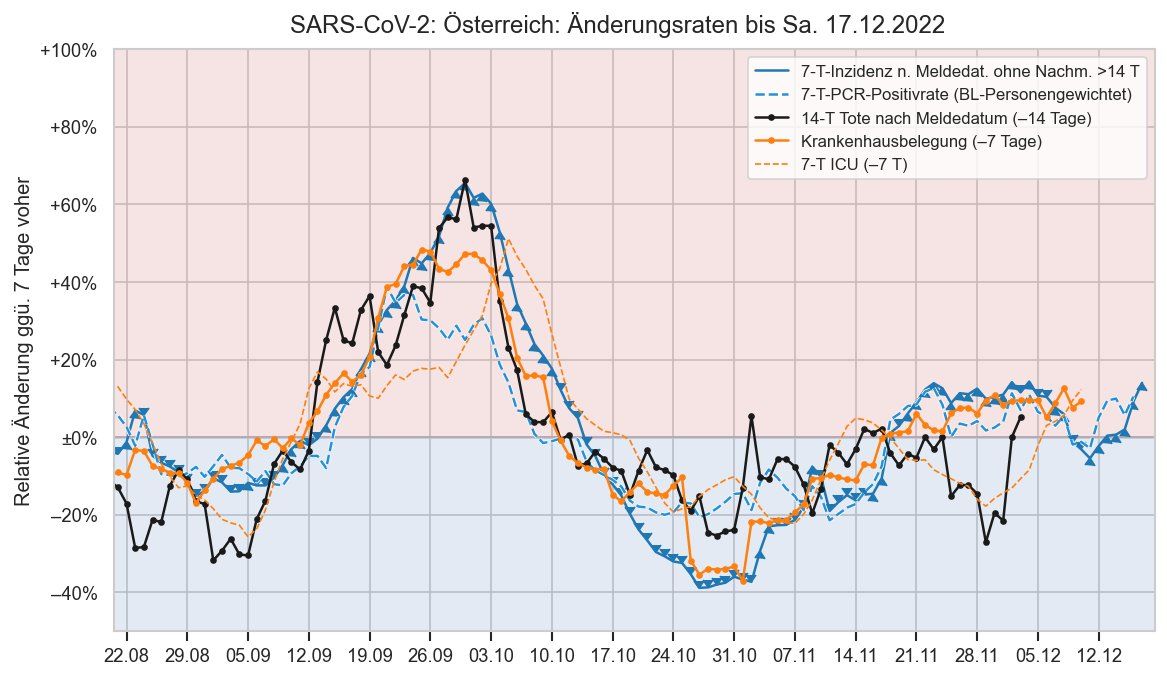 SARS-CoV-2: Österreich: Änderungsraten bis Sa. 17.12.2022
Relative Änderung ggü. 7 Tage voher
+100%
+80%
+60%
+40%
+20%
±0%
–20%
–40%
7-T-Inzidenz n. Meldedat. ohne Nachm. >14 T
7-T-PCR-Positivrate (BL-Personengewichtet)
14-T Tote nach Meldedatum (–14 Tage)
Krankenhausbelegung (–7 Tage)
7-T ICU (–7 T)
22.08 29.08 05.09 12.09 19.09 26.09 03.10 10.10 17.10 24.10 31.10 07.11 14.11 21.11 28.11 05.12 12.12